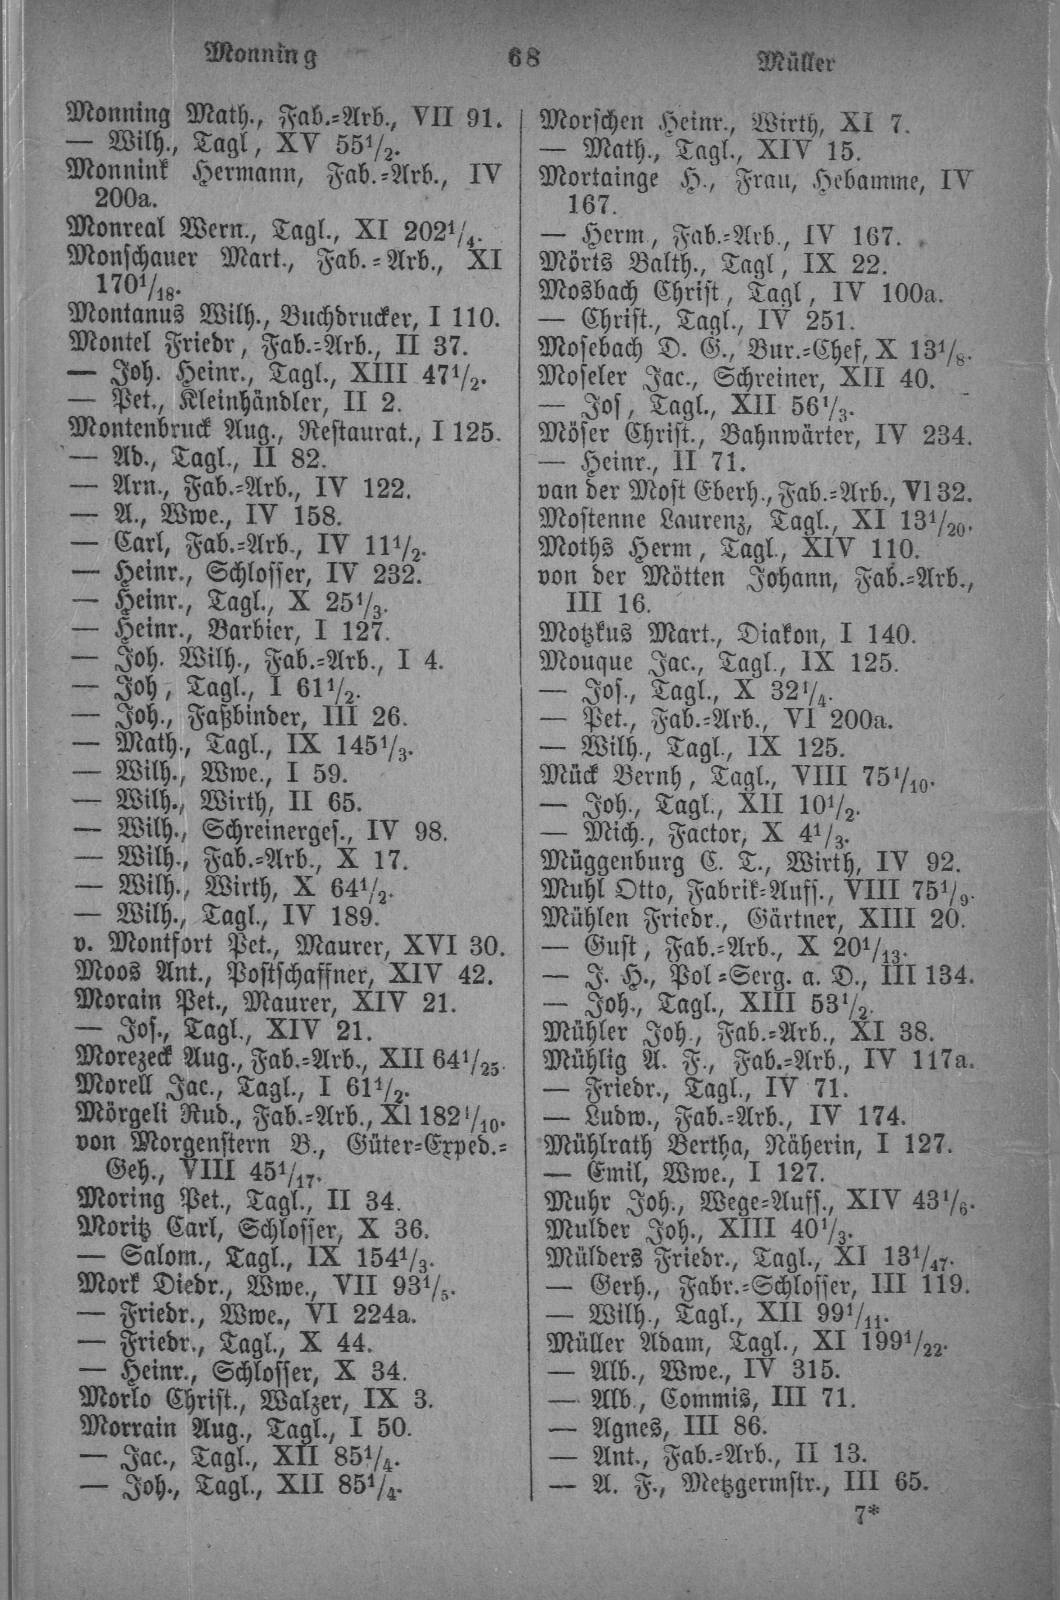 Monning
68
Müller
Monning Math., Fab.=Arb., VII 91.
— Wilh., Tagl, XV 55¹/₂.
Monnink Hermann, Fab.=Arb., IV
200a.
Monreal Wern., Tagl., XI 202¹/₄.
Monschauer Mart., Fab.=Arb., XI
170¹/₁₈.
Montanus Wilh., Buchdrucker, I 110.
Montel Friedr, Fab.=Arb., II 37.
— Joh. Heinr., Tagl., XIII 47¹/₂.
— Pet., Kleinhändler, II 2.
Montenbruck Aug., Restaurat., I 125.
— Ad., Tagl., II 82.
— Arn., Fab.=Arb., IV 122.
— A., Wwe., IV 158.
— Carl, Fab.=Arb., IV 11¹/₂.
— Heinr., Schlosser, IV 232.
— Heinr., Tagl., X 25¹/₃.
— Heinr., Barbier, I 127.
— Joh. Wilh., Fab.=Arb., I 4.
— Joh, Tagl., I 61¹/₂.
— Joh., Faßbinder, III 26.
— Math., Tagl., IX 145¹/₃.
— Wilh., Wwe., I 59.
— Wilh., Wirth, II 65.
— Wilh., Schreinerges., IV 98.
— Wilh., Fab.=Arb., X 17.
— Wilh., Wirth, X 64¹/₂.
— Wilh., Tagl., IV 189.
v. Montfort Pet., Maurer, XVI 30.
Moos Ant., Postschaffner, XIV 42.
Morain Pet., Maurer, XIV 21.
— Jos., Tagl., XIV 21.
Morezeck Aug., Fab.=Arb., XII 64¹/₂₅.
Morell Jac., Tagl., I 61¹/₂.
Mörgeli Rud., Fab.=Arb., XI 182¹/₁₀.
von Morgenstern B., Güter=Exped.=
Geh., VIII 45¹/₁₇.
Moring Pet., Tagl., II 34.
Moritz Carl, Schlosser, X 36.
— Salom., Tagl., IX 154¹/₃.
Mork Diedr., Wwe., VII 93¹/₅.
— Friedr., Wwe., VI 224a.
— Friedr., Tagl., X 44.
— Heinr., Schlosser, X 34.
Morlo Christ., Walzer, IX 3.
Morrain Aug., Tagl., I 50.
— Jac., Tagl., XII 85¹/₄.
— Joh., Tagl., XII 85¹/₄.
Morschen Heinr., Wirth, XI 7.
— Math., Tagl., XIV 15.
Mortainge H., Frau, Hebamme, IV
167.
— Herm, Fab.=Arb., IV 167.
Mörts Balth., Tagl, IX 22.
Mosbach Christ, Tagl, IV 100a.
— Christ., Tagl., IV 251.
Mosebach D. G., Bur.=Chef, X 13¹/₈.
Moseler Jac., Schreiner, XII 40.
— Jos, Tagl., XII 56¹/₃.
Möser Christ., Bahnwärter, IV 234.
— Heinr., II 71.
van der Most Eberh., Fab.=Arb., VI 32.
Mostenne Laurenz, Tagl., XI 13¹/₂₀.
Moths Herm, Tagl., XIV 110.
von der Mötten Johann, Fab.=Arb.,
III 16.
Motzkus Mart., Diakon, I 140.
Mouque Jac., Tagl., IX 125.
— Jos., Tagl., X 32¹/₄.
— Pet., Fab.=Arb., VI 200a.
— Wilh., Tagl., IX 125.
Mück Bernh, Tagl., VIII 75¹/₁₀.
— Joh., Tagl., XII 10¹/₂.
— Mich., Factor, X 4¹/₃.
Müggenburg C. T., Wirth, IV 92.
Muhl Otto, Fabrik=Aufs., VIII 75¹/₉.
Mühlen Friedr., Gärtner, XIII 20.
— Gust, Fab.=Arb., X 20¹/₁₃.
— J. H., Pol=Serg. a. D., III 134.
— Joh., Tagl., XIII 53¹/₂.
Mühler Joh., Fab.=Arb., XI 38.
Mühlig A. F., Fab.=Arb., IV 117a.
— Friedr., Tagl., IV 71.
— Ludw., Fab.=Arb., IV 174.
Mühlrath Bertha, Näherin, I 127.
— Emil, Wwe., I 127.
Muhr Joh., Wege=Aufs., XIV 43¹/₆.
Mulder Joh., XIII 40¹/₃.
Mülders Friedr., Tagl., XI 13¹/₄₇.
— Gerh., Fabr.=Schlosser, III 119.
— Wilh., Tagl., XII 99¹/₁₁.
Müller Adam, Tagl., XI 199¹/₂₂.
— Alb., Wwe., IV 315.
— Alb., Commis, III 71.
— Agnes, III 86.
— Ant., Fab.=Arb., II 13.
— A. F., Metzgermstr., III 65.
7*